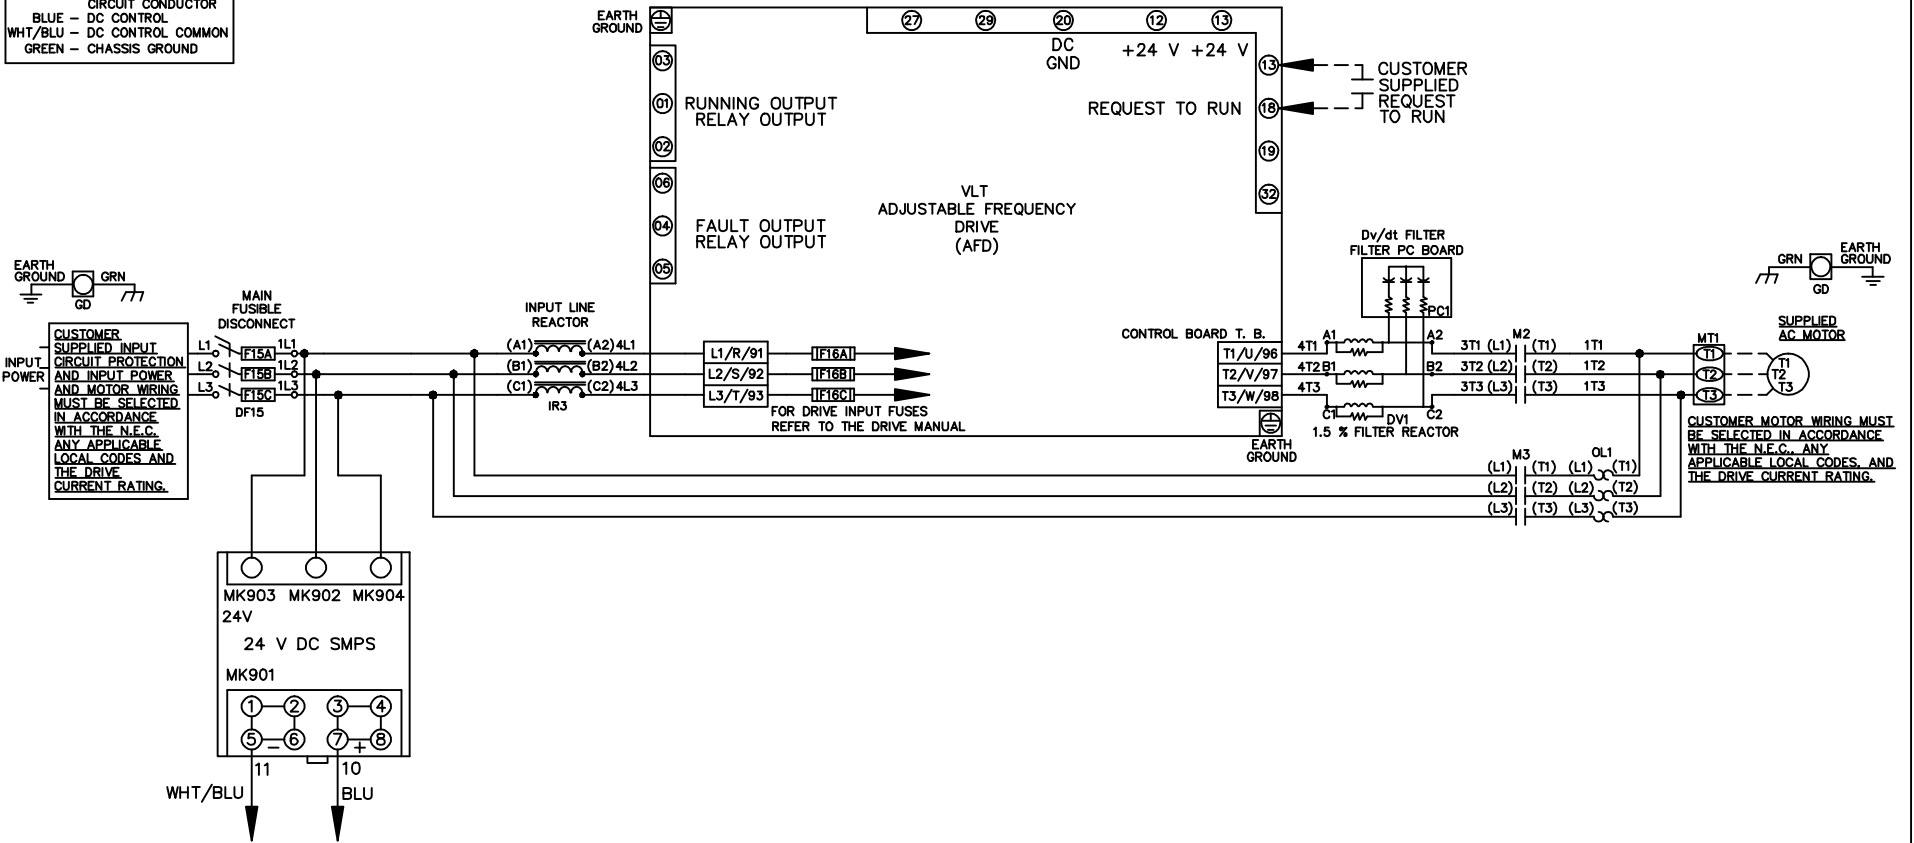 CIRCUIT CONDUCTOR
BLUE – DC CONTROL
WHT/BLU – DC CONTROL COMMON
GREEN – CHASSIS GROUND
EARTH
GROUND
27
29
20
12
13
DC
GND
+24 V
+24 V
03
01
02
RUNNING OUTPUT
RELAY OUTPUT
06
04
05
FAULT OUTPUT
RELAY OUTPUT
13
18
19
32
REQUEST TO RUN
CUSTOMER
SUPPLIED
REQUEST
TO RUN
VLT
ADJUSTABLE FREQUENCY
DRIVE
(AFD)
Dv/dt FILTER
FILTER PC BOARD
PC1
EARTH
GROUND
GRN
GD
GRN
EARTH
GROUND
GD
MAIN
FUSIBLE
DISCONNECT
INPUT LINE
REACTOR
INPUT
POWER
CUSTOMER
SUPPLIED INPUT
CIRCUIT PROTECTION
AND INPUT POWER
AND MOTOR WIRING
MUST BE SELECTED
IN ACCORDANCE
WITH THE N.E.C.
ANY APPLICABLE
LOCAL CODES AND
THE DRIVE
CURRENT RATING.
L1 F15A 1L1
L2 F15B 1L2
L3 F15C 1L3
DF15
(A1) (A2) 4L1
(B1) (B2) 4L2
(C1) (C2) 4L3
IR3
L1/R/91 F16A
L2/S/92 F16B
L3/T/93 F16C
FOR DRIVE INPUT FUSES
REFER TO THE DRIVE MANUAL
CONTROL BOARD T. B.
T1/U/96 4T1
T2/V/97 4T2
T3/W/98 4T3
EARTH
GROUND
A1 A2
B1 B2
C1 C2
DV1
1.5 % FILTER REACTOR
M2
3T1 (L1) (T1) 1T1
3T2 (L2) (T2) 1T2
3T3 (L3) (T3) 1T3
MT1
T1
T2
T3
SUPPLIED
AC MOTOR
T1
T2
T3
CUSTOMER MOTOR WIRING MUST
BE SELECTED IN ACCORDANCE
WITH THE N.E.C., ANY
APPLICABLE LOCAL CODES, AND
THE DRIVE CURRENT RATING.
M3 OL1
(L1) (T1) (L1) (T1)
(L2) (T2) (L2) (T2)
(L3) (T3) (L3) (T3)
MK903 MK902 MK904
24V
24 V DC SMPS
MK901
1 2 3 4
5 – 6 7 + 8
11 10
WHT/BLU BLU